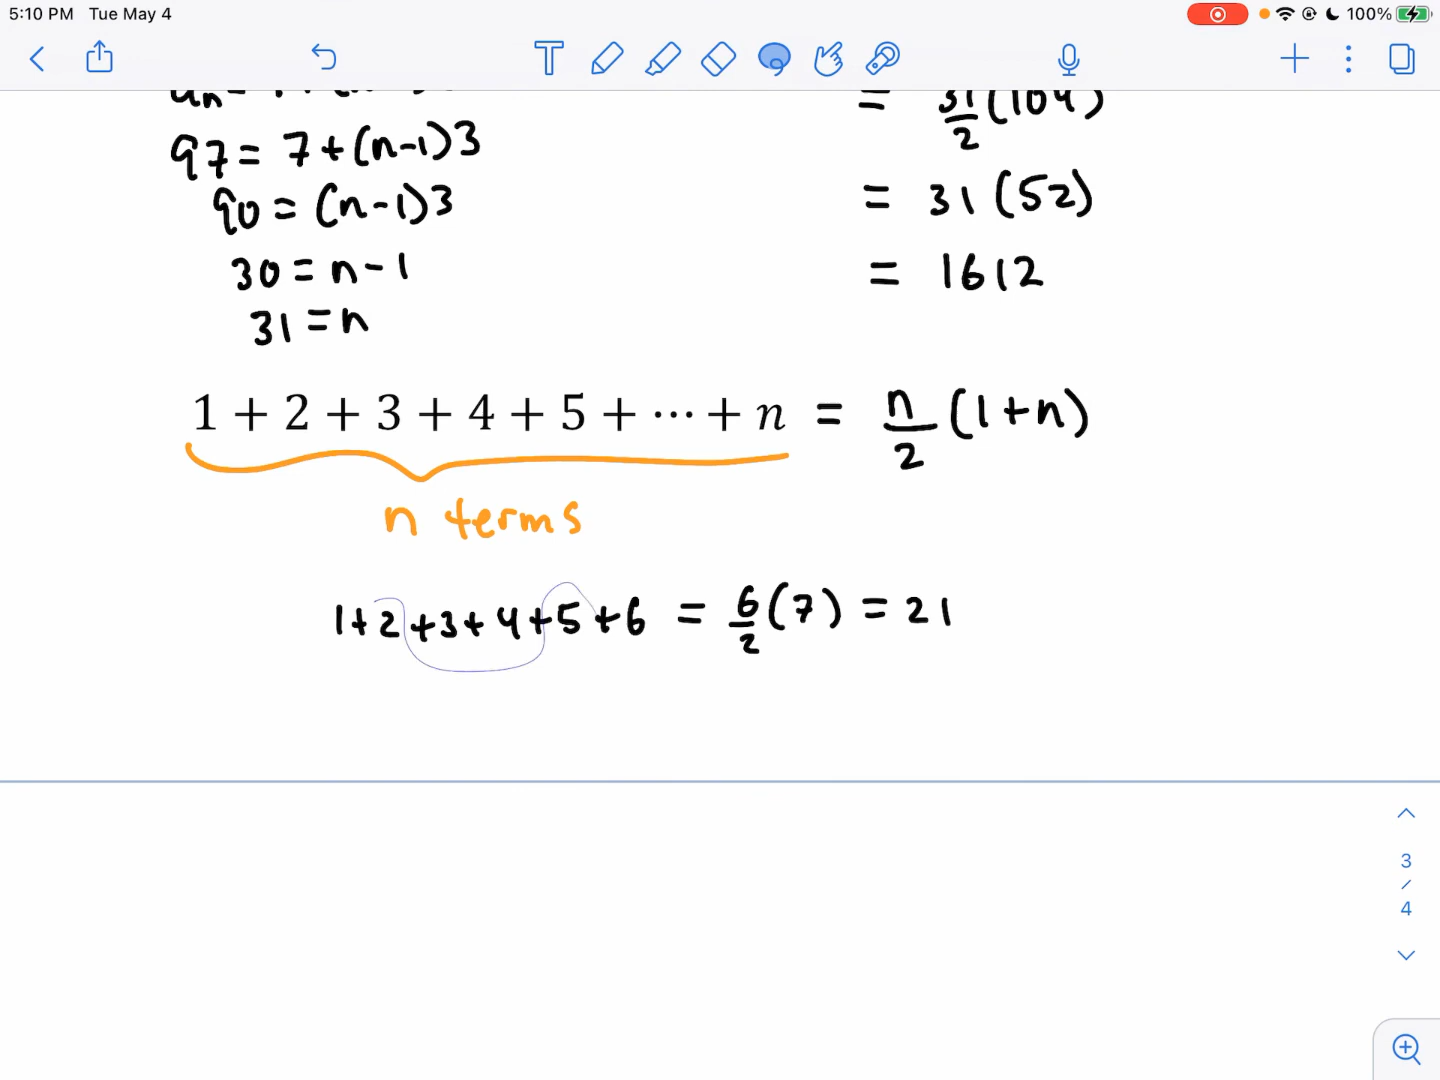 5:10 PM Tue May 4
100%
T
97 = 7+(n-1)3
90 = (n-1)3
30 = n-1
31 = n
= 31/2 (104)
= 31 (52)
= 1612
1 + 2 + 3 + 4 + 5 + ⋯ + n = n/2 (1+n)
n terms
1+2+3+4+5+6 = 6/2 (7) = 21
3
/
4